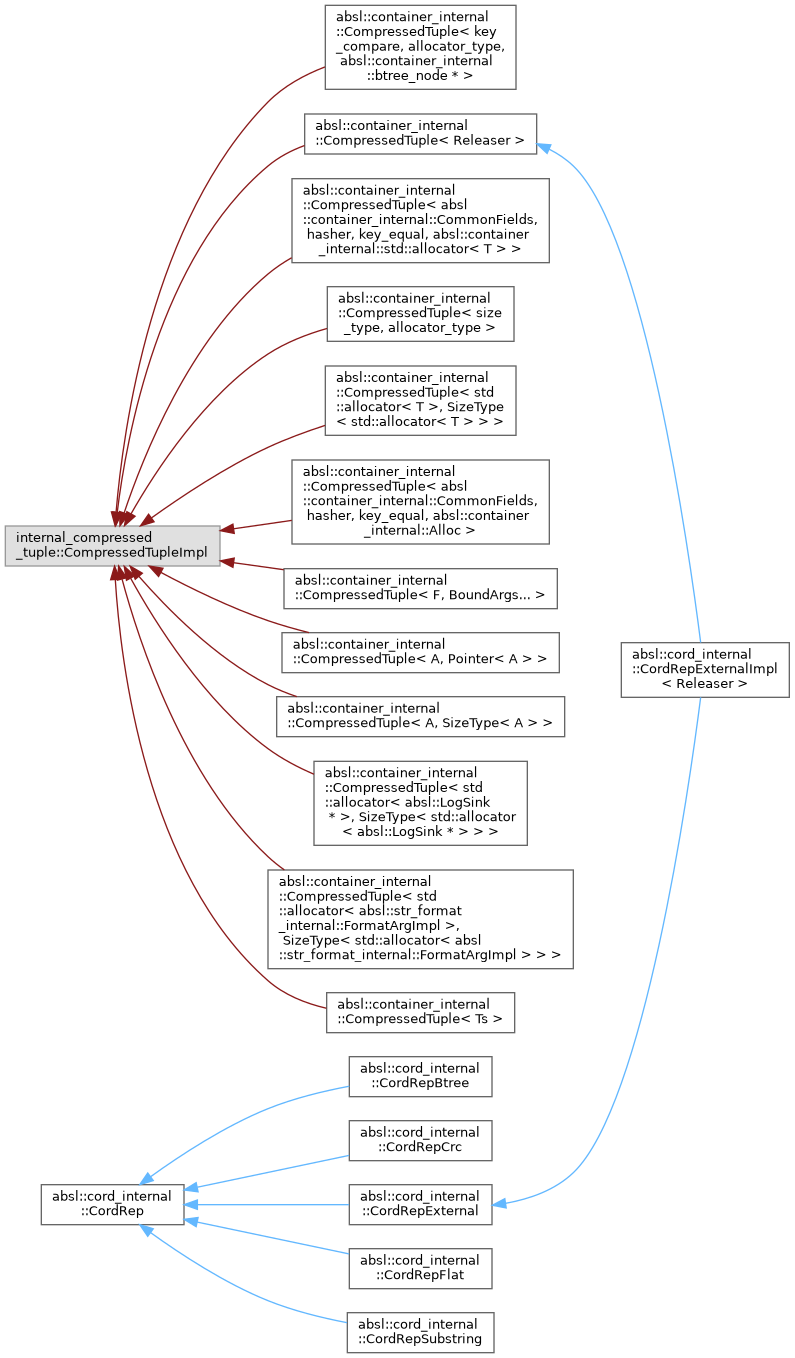 absl::container_internal
::CompressedTuple< key
_compare, allocator_type,
absl::container_internal
::btree_node * >
absl::container_internal
::CompressedTuple< Releaser >
absl::container_internal
::CompressedTuple< absl
::container_internal::CommonFields,
hasher, key_equal, absl::container
_internal::std::allocator< T > >
absl::container_internal
::CompressedTuple< size
_type, allocator_type >
absl::container_internal
::CompressedTuple< std
::allocator< T >, SizeType
< std::allocator< T > > >
absl::container_internal
::CompressedTuple< absl
::container_internal::CommonFields,
hasher, key_equal, absl::container
_internal::Alloc >
internal_compressed
_tuple::CompressedTupleImpl
absl::container_internal
::CompressedTuple< F, BoundArgs... >
absl::container_internal
::CompressedTuple< A, Pointer< A > >
absl::cord_internal
::CordRepExternalImpl
< Releaser >
absl::container_internal
::CompressedTuple< A, SizeType< A > >
absl::container_internal
::CompressedTuple< std
::allocator< absl::LogSink
* >, SizeType< std::allocator
< absl::LogSink * > > >
absl::container_internal
::CompressedTuple< std
::allocator< absl::str_format
_internal::FormatArgImpl >,
SizeType< std::allocator< absl
::str_format_internal::FormatArgImpl > > >
absl::container_internal
::CompressedTuple< Ts >
absl::cord_internal
::CordRepBtree
absl::cord_internal
::CordRepCrc
absl::cord_internal
::CordRep
absl::cord_internal
::CordRepExternal
absl::cord_internal
::CordRepFlat
absl::cord_internal
::CordRepSubstring